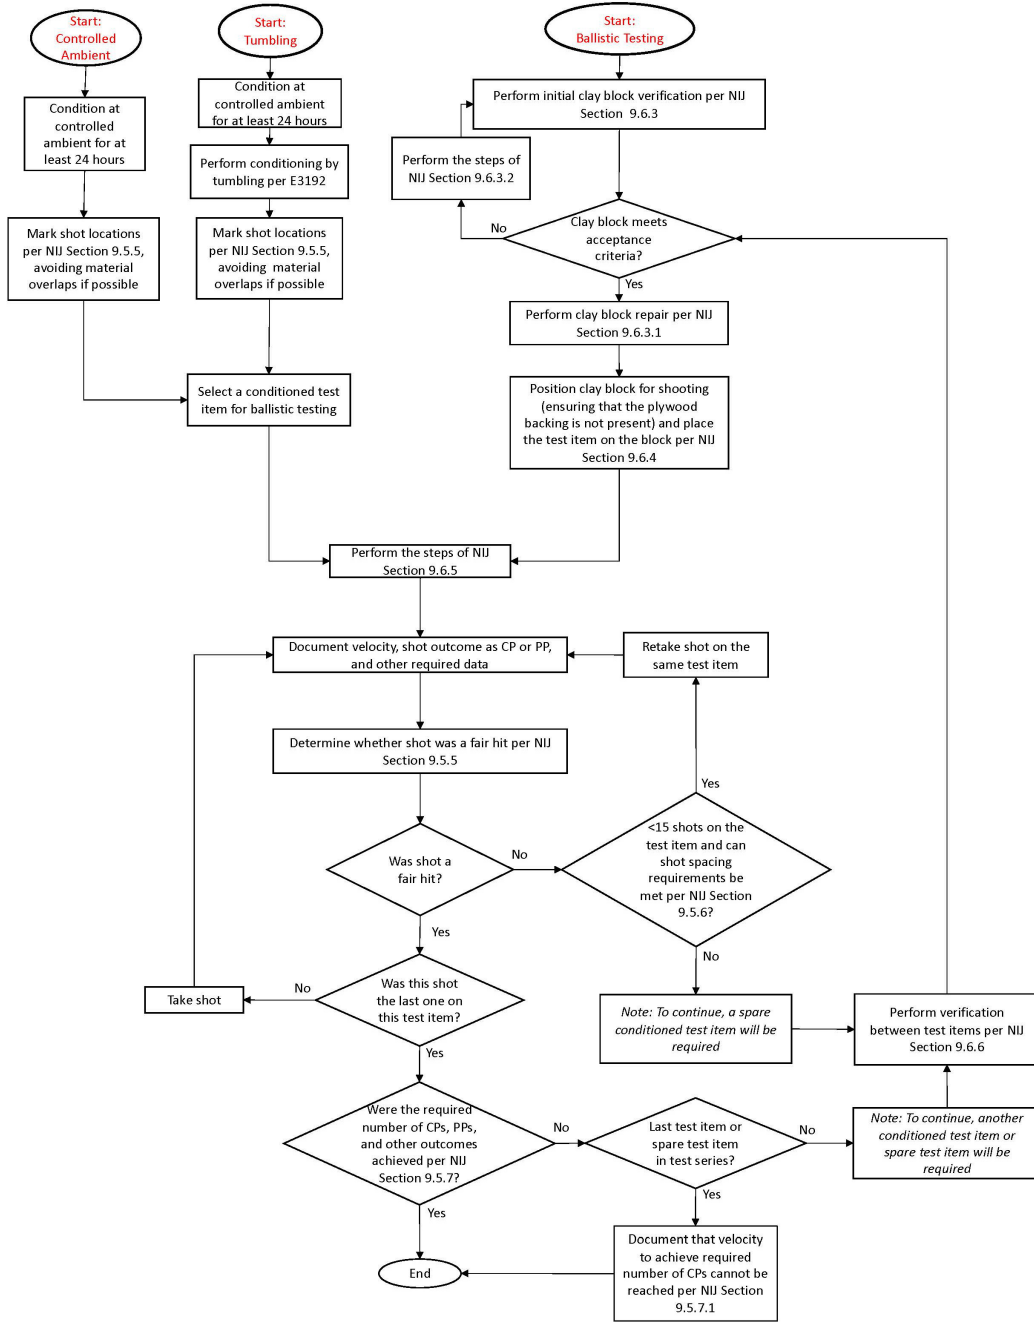 Start:
Controlled
Ambient
Start:
Tumbling
Start:
Ballistic Testing
Condition at
controlled
ambient for at
least 24 hours
Condition at
controlled ambient
for at least 24 hours
Perform initial clay block verification per NIJ
Section  9.6.3
Perform conditioning by
tumbling per E3192
Perform the steps of
NIJ Section 9.6.3.2
Mark shot locations
per NIJ Section 9.5.5,
avoiding material
overlaps if possible
Mark shot locations
per NIJ Section 9.5.5,
avoiding  material
overlaps if possible
No
Clay block meets
acceptance
criteria?
Yes
Perform clay block repair per NIJ
Section 9.6.3.1
Select a conditioned test
item for ballistic testing
Position clay block for shooting
(ensuring that the plywood
backing is not present) and place
the test item on the block per NIJ
Section 9.6.4
Perform the steps of NIJ
Section 9.6.5
Document velocity, shot outcome as CP or PP,
and other required data
Retake shot on the
same test item
Determine whether shot was a fair hit per NIJ
Section 9.5.5
Yes
Was shot a
fair hit?
No
<15 shots on the
test item and can
shot spacing
requirements be
met per NIJ Section
9.5.6?
Yes
No
Take shot
No
Was this shot
the last one on
this test item?
Note: To continue, a spare
conditioned test item will be
required
Perform verification
between test items per NIJ
Section 9.6.6
Yes
Were the required
number of CPs, PPs,
and other outcomes
achieved per NIJ
Section 9.5.7?
No
Last test item or
spare test item
in test series?
No
Note: To continue, another
conditioned test item or
spare test item will be
required
Yes
Yes
End
Document that velocity
to achieve required
number of CPs cannot be
reached per NIJ Section
9.5.7.1